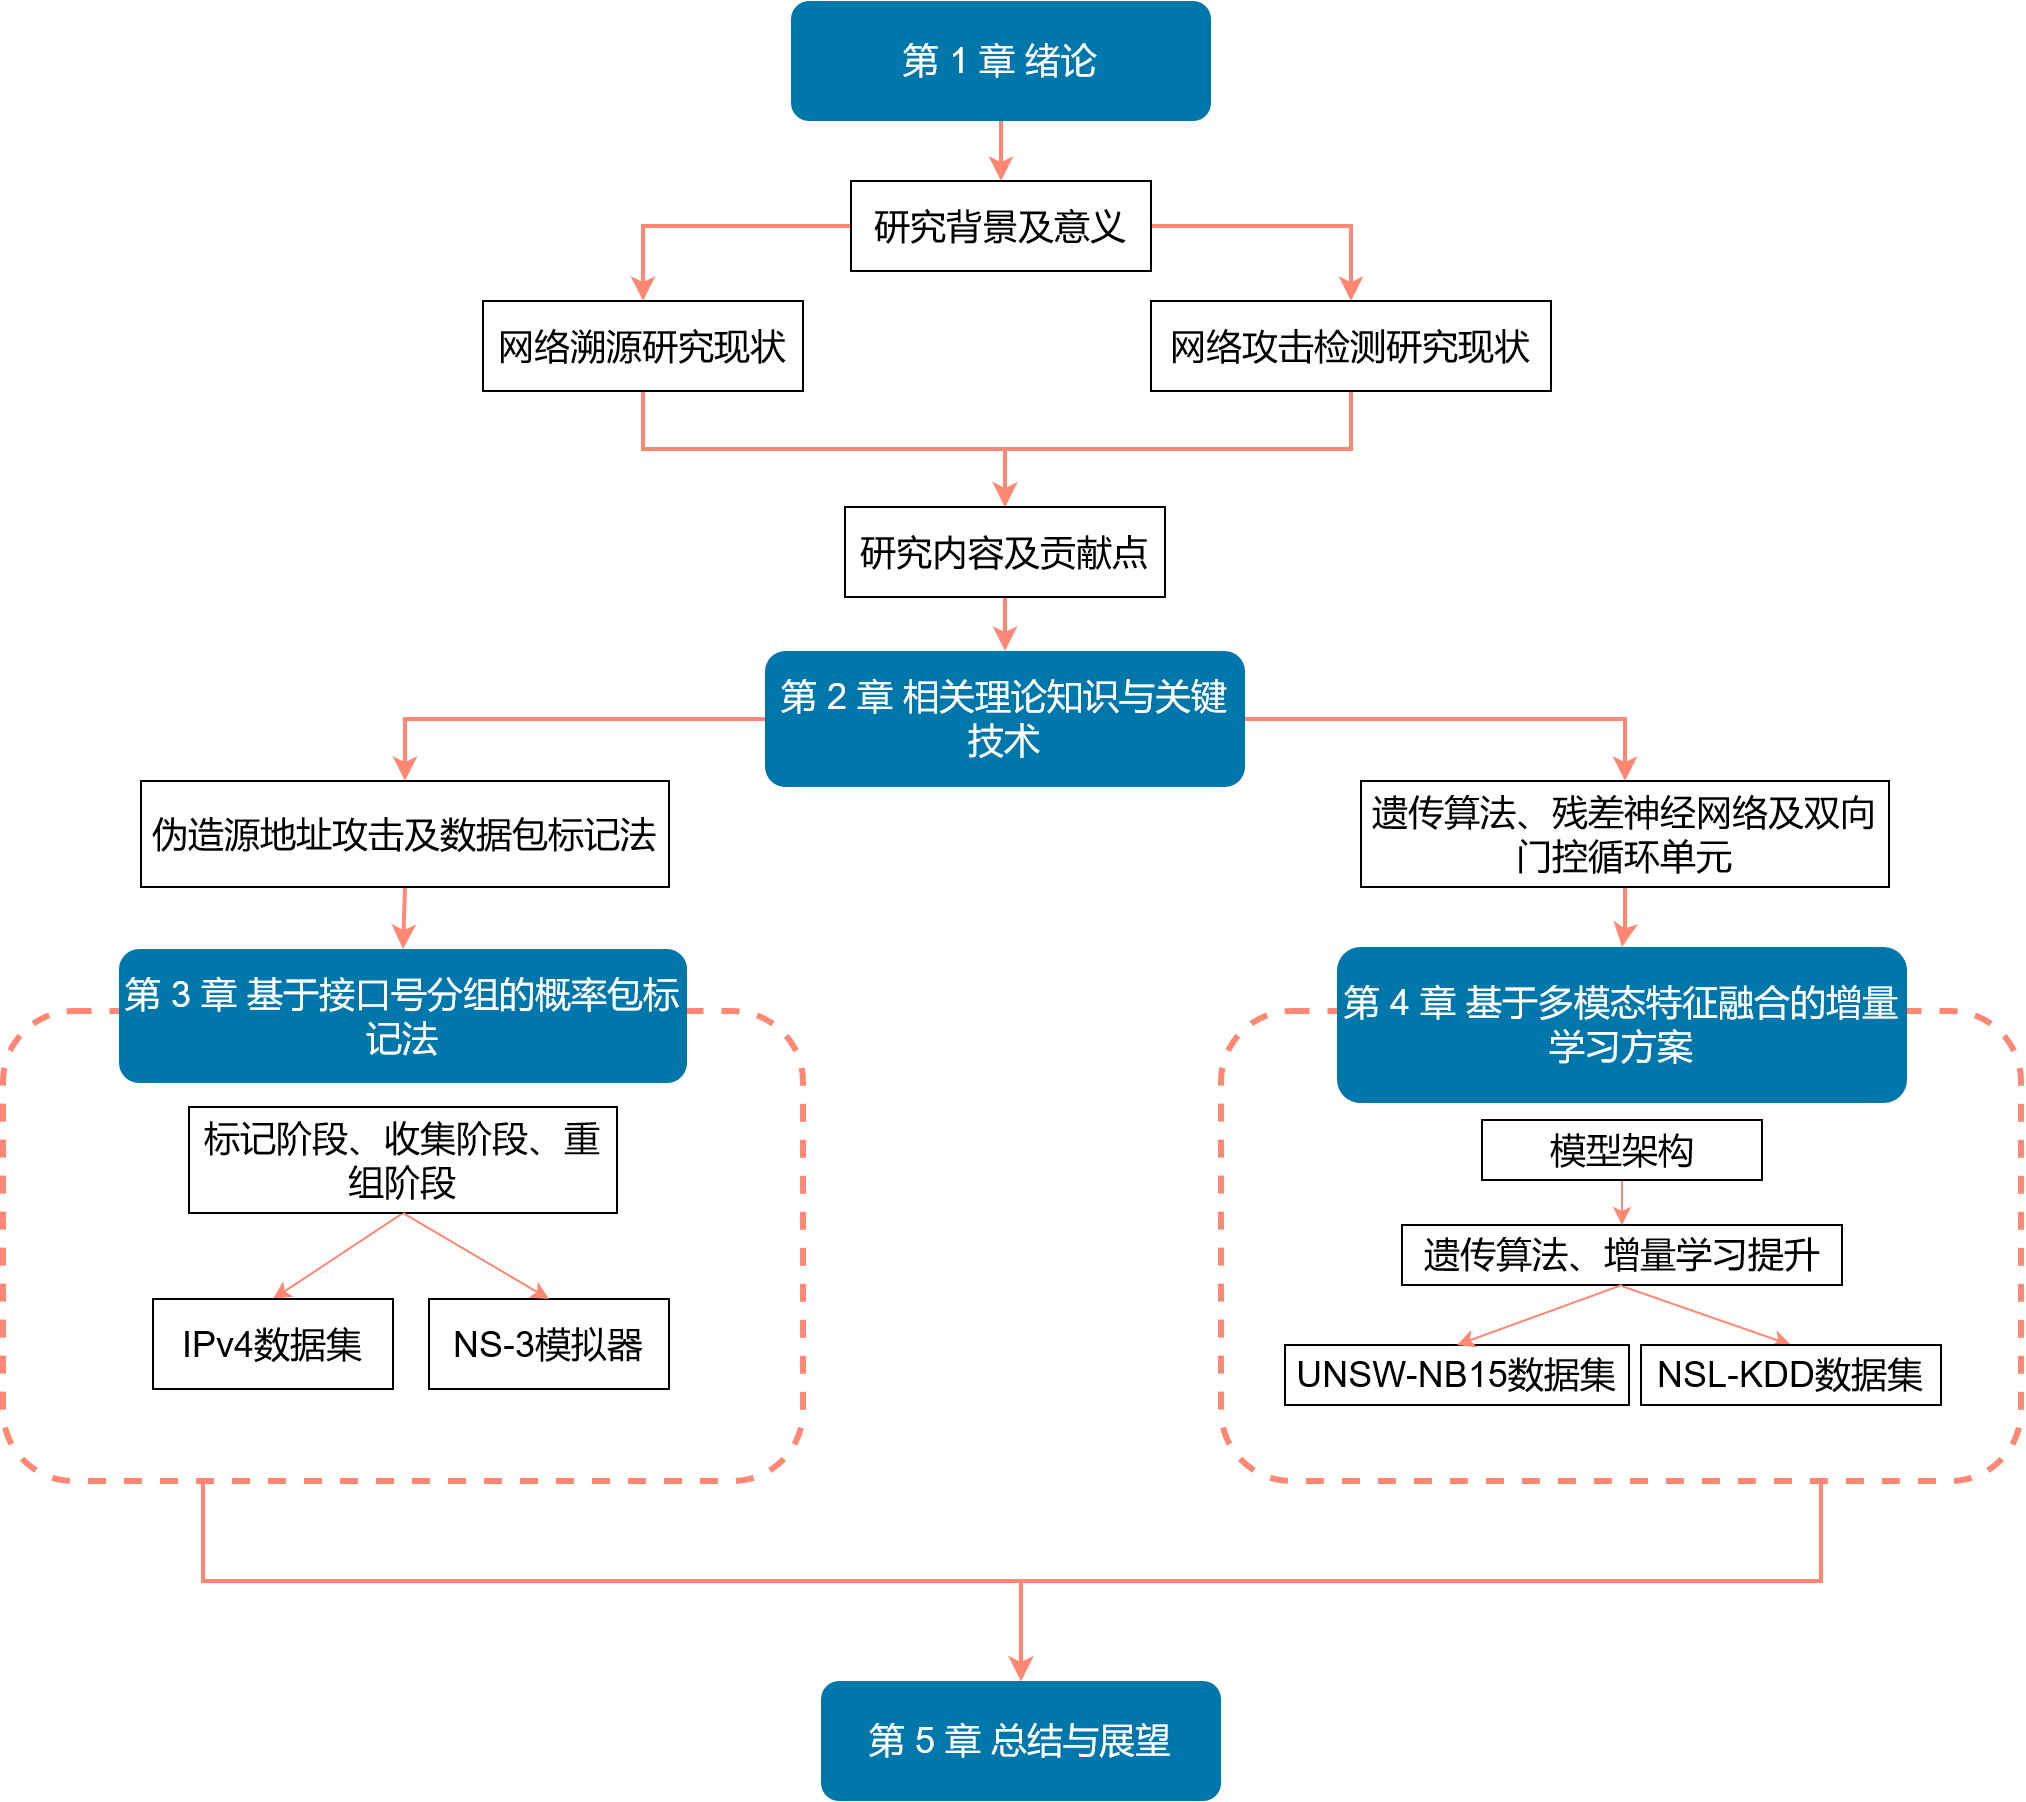 第 1 章 绪论
研究背景及意义
网络溯源研究现状
网络攻击检测研究现状
研究内容及贡献点
第 2 章 相关理论知识与关键
技术
伪造源地址攻击及数据包标记法
遗传算法、残差神经网络及双向
门控循环单元
第 3 章 基于接口号分组的概率包标
记法
标记阶段、收集阶段、重
组阶段
IPv4数据集
NS-3模拟器
第 4 章 基于多模态特征融合的增量
学习方案
模型架构
遗传算法、增量学习提升
UNSW-NB15数据集
NSL-KDD数据集
第 5 章 总结与展望